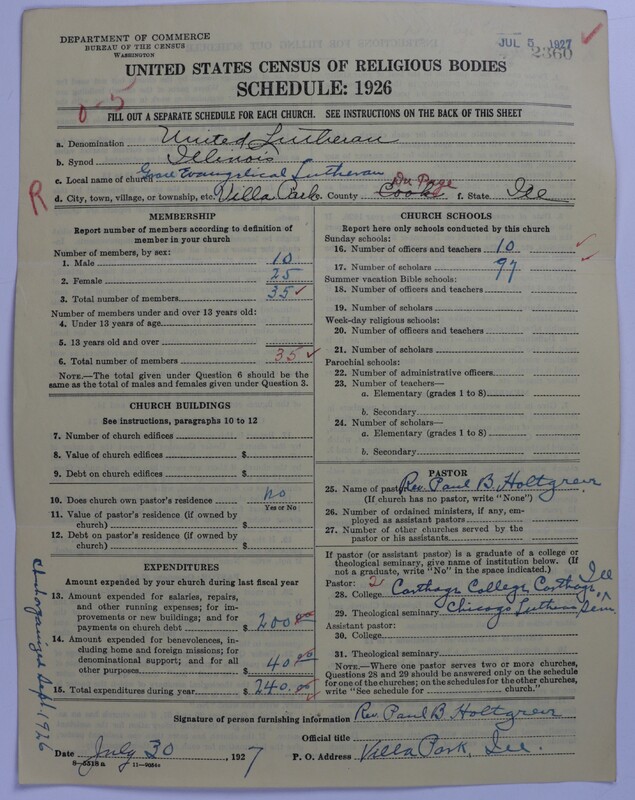 DEPARTMENT OF COMMERCE
BUREAU OF THE CENSUS
WASHINGTON
JUL 5 1927
2360
UNITED STATES CENSUS OF RELIGIOUS BODIES
SCHEDULE: 1926
0-5
FILL OUT A SEPARATE SCHEDULE FOR EACH CHURCH. SEE INSTRUCTIONS ON THE BACK OF THIS SHEET
a. Denomination United Lutheran
b. Synod Illinois
c. Local name of church Grace Evangelical Lutheran
R
d. City, town, village, or township, etc. Villa Park e. County Cook Du Page f. State Ill
MEMBERSHIP
Report number of members according to definition of
member in your church
Number of members, by sex:
1. Male 10
2. Female 25
3. Total number of members 35
Number of members under and over 13 years old:
4. Under 13 years of age
5. 13 years old and over
6. Total number of members 35
NOTE.—The total given under Question 6 should be the
same as the total of males and females given under Question 3.
CHURCH BUILDINGS
See instructions, paragraphs 10 to 12
7. Number of church edifices
8. Value of church edifices $
9. Debt on church edifices $
10. Does church own pastor's residence no
Yes or No
11. Value of pastor's residence (if owned by
church) $
12. Debt on pastor's residence (if owned by
church) $
EXPENDITURES
Amount expended by your church during last fiscal year
13. Amount expended for salaries, repairs,
and other running expenses; for im-
provements or new buildings; and for
payments on church debt $ 200.00
14. Amount expended for benevolences, in-
cluding home and foreign missions; for
denominational support; and for all
other purposes $ 40.00
15. Total expenditures during year $ 240.00
Church organized Sept. 1926
CHURCH SCHOOLS
Report here only schools conducted by this church
Sunday schools:
16. Number of officers and teachers 10
17. Number of scholars 97
Summer vacation Bible schools:
18. Number of officers and teachers
19. Number of scholars
Week-day religious schools:
20. Number of officers and teachers
21. Number of scholars
Parochial schools:
22. Number of administrative officers
23. Number of teachers—
a. Elementary (grades 1 to 8)
b. Secondary
24. Number of scholars—
a. Elementary (grades 1 to 8)
b. Secondary
PASTOR
25. Name of pastor Rev. Paul B. Holtgreve
(If church has no pastor, write "None")
26. Number of ordained ministers, if any, em-
ployed as assistant pastors
27. Number of other churches served by the
pastor or his assistants
If pastor (or assistant pastor) is a graduate of a college or
theological seminary, give name of institution below. (If
not a graduate, write "No" in the space indicated.)
Pastor: 2
28. College Carthage College, Carthage, Ill
29. Theological seminary Chicago Lutheran Sem
Assistant pastor:
30. College
31. Theological seminary
NOTE.—Where one pastor serves two or more churches,
Questions 28 and 29 should be answered only on the schedule
for one of the churches; on the schedules for the other churches,
write "See schedule for church."
Signature of person furnishing information Rev. Paul B. Holtgreve
Official title
Date July 30, 1927
P. O. Address Villa Park, Ill.
8-5518a 11-9054